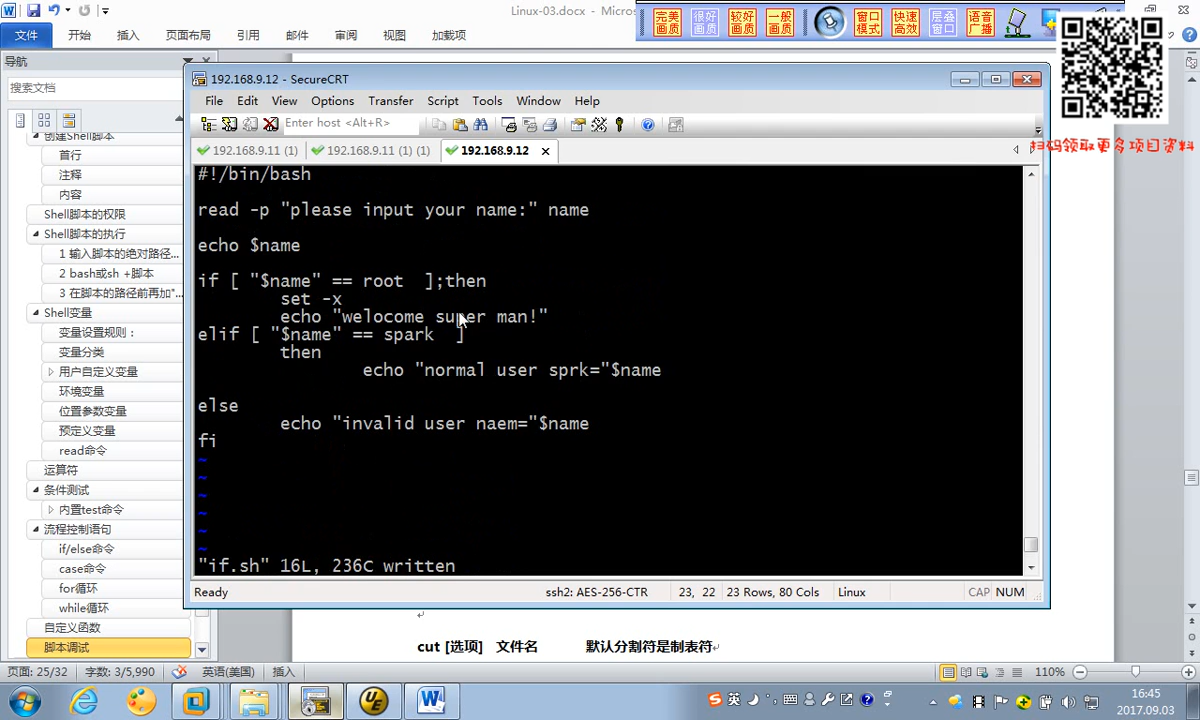 Linux-03.docx - Micros
完美画质
很好画质
较好画质
一般画质
窗口模式
快速高效
层叠窗口
语音广播
文件 开始 插入 页面布局 引用 邮件 审阅 视图 加载项
扫码领取更多项目资料
导航
搜索文档
创建Shell脚本
首行
注释
内容
Shell脚本的权限
Shell脚本的执行
1 输入脚本的绝对路径...
2 bash或sh +脚本
3 在脚本的路径前再加"...
Shell变量
变量设置规则：
变量分类
用户自定义变量
环境变量
位置参数变量
预定义变量
read命令
运算符
条件测试
内置test命令
流程控制语句
if/else命令
case命令
for循环
while循环
自定义函数
脚本调试
192.168.9.12 - SecureCRT
File Edit View Options Transfer Script Tools Window Help
Enter host <Alt+R>
192.168.9.11 (1) 192.168.9.11 (1) (1) 192.168.9.12
#!/bin/bash
read -p "please input your name:" name
echo $name
if [ "$name" == root  ];then
set -x
echo "welocome super man!"
elif [ "$name" == spark  ]
then
echo "normal user sprk="$name
else
echo "invalid user naem="$name
fi
~
~
~
~
~
~
"if.sh" 16L, 236C written
Ready ssh2: AES-256-CTR 23, 22 23 Rows, 80 Cols Linux CAP NUM
cut [选项] 文件名 默认分割符是制表符
页面: 25/32 字数: 3/5,990 英语(美国) 插入 110%
英
16:45
2017.09.03